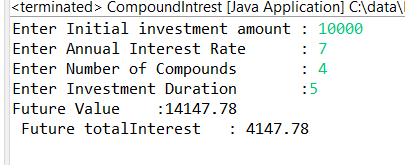 <terminated> CompoundIntrest [Java Application] C:\data\
Enter Initial investment amount : 10000
Enter Annual Interest Rate : 7
Enter Number of Compounds : 4
Enter Investment Duration :5
Future Value :14147.78
Future totalInterest : 4147.78